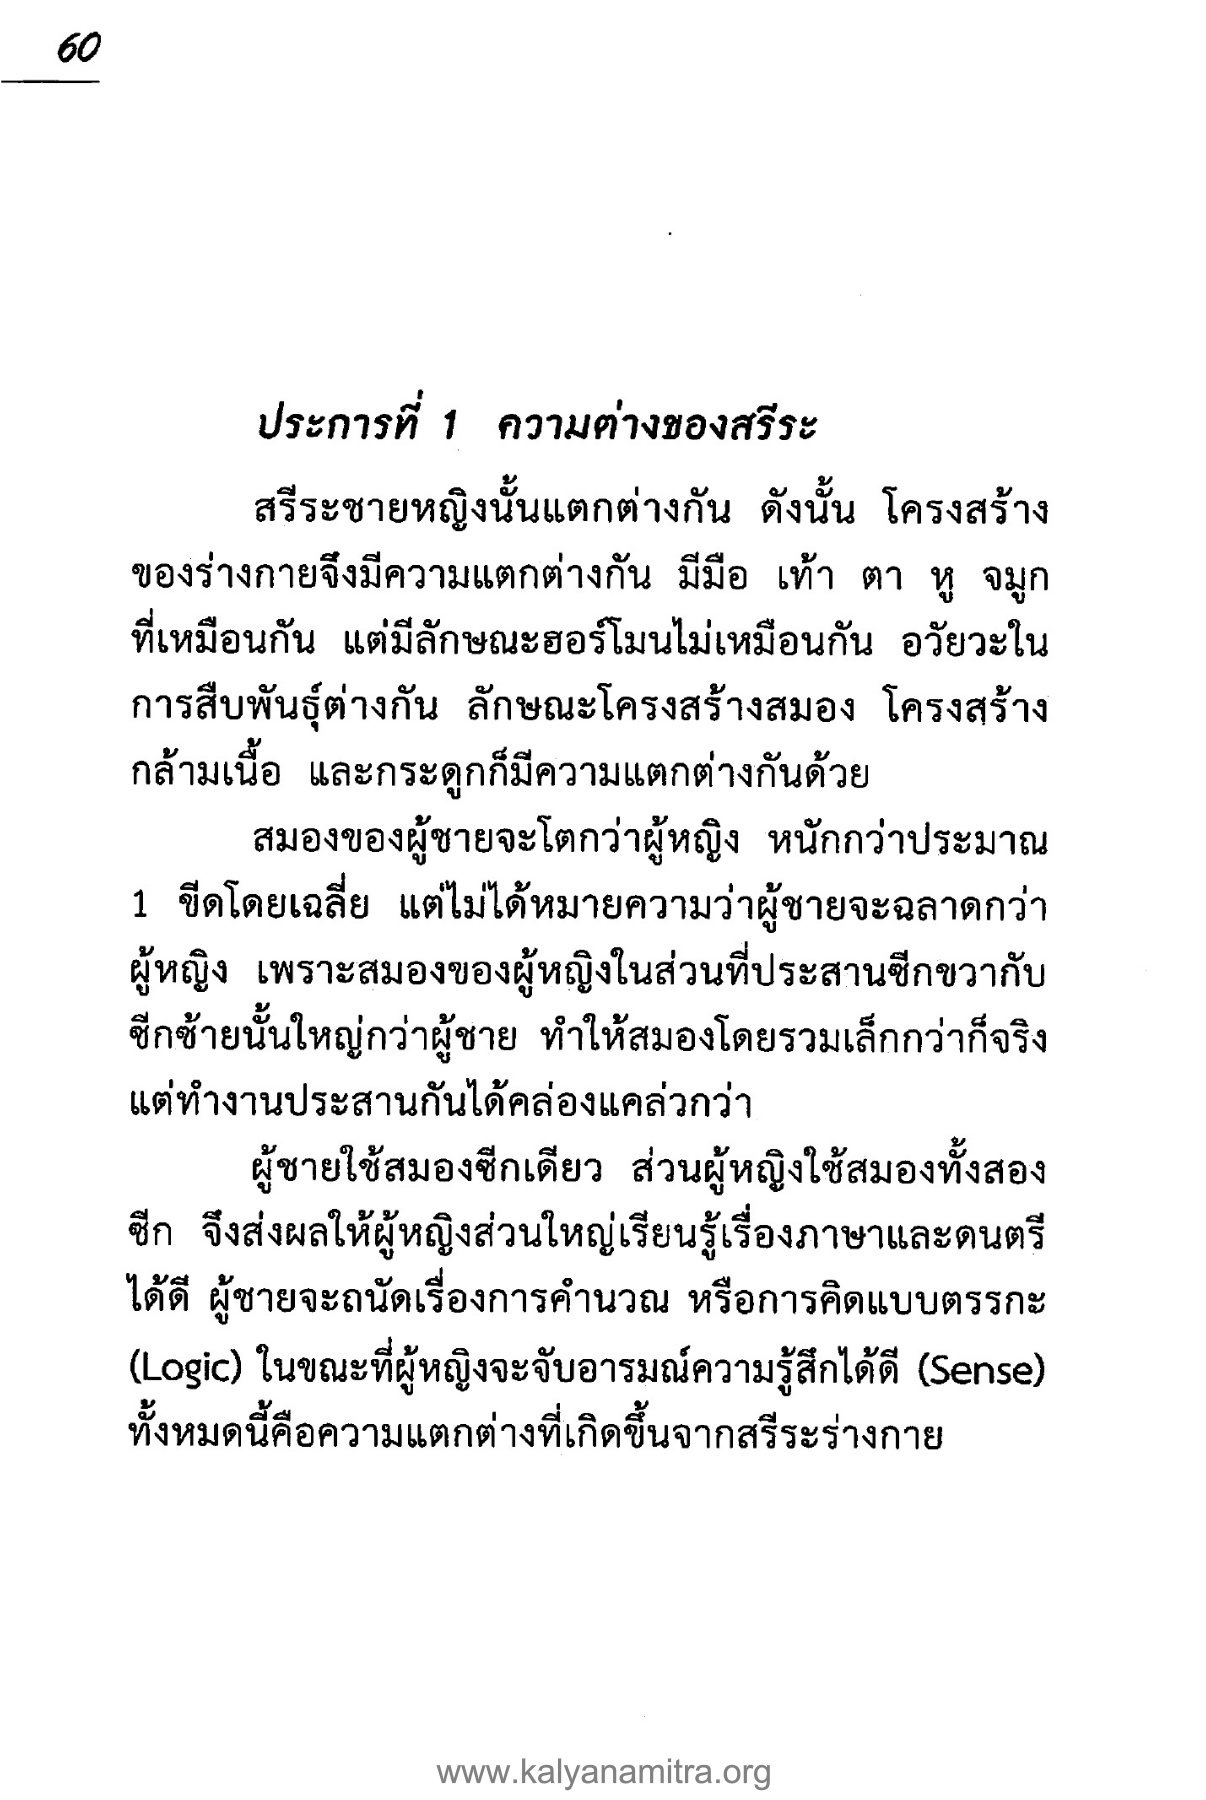 60
ประการที่ 1 ความต่างของสรีระ
สรีระชายหญิงนั้นแตกต่างกัน ดังนั้น โครงสร้าง
ของร่างกายจึงมีความแตกต่างกัน มีมือ เท้า ตา หู จมูก
ที่เหมือนกัน แต่มีลักษณะฮอร์โมนไม่เหมือนกัน อวัยวะใน
การสืบพันธุ์ต่างกัน ลักษณะโครงสร้างสมอง โครงสร้าง
กล้ามเนื้อ และกระดูกก็มีความแตกต่างกันด้วย
สมองของผู้ชายจะโตกว่าผู้หญิง หนักกว่าประมาณ
1 ขีดโดยเฉลี่ย แต่ไม่ได้หมายความว่าผู้ชายจะฉลาดกว่า
ผู้หญิง เพราะสมองของผู้หญิงในส่วนที่ประสานซีกขวากับ
ซีกซ้ายนั้นใหญ่กว่าผู้ชาย ทำให้สมองโดยรวมเล็กกว่าก็จริง
แต่ทำงานประสานกันได้คล่องแคล่วกว่า
ผู้ชายใช้สมองซีกเดียว ส่วนผู้หญิงใช้สมองทั้งสอง
ซีก จึงส่งผลให้ผู้หญิงส่วนใหญ่เรียนรู้เรื่องภาษาและดนตรี
ได้ดี ผู้ชายจะถนัดเรื่องการคำนวณ หรือการคิดแบบตรรกะ
(Logic) ในขณะที่ผู้หญิงจะจับอารมณ์ความรู้สึกได้ดี (Sense)
ทั้งหมดนี้คือความแตกต่างที่เกิดขึ้นจากสรีระร่างกาย
www.kalyanamitra.org